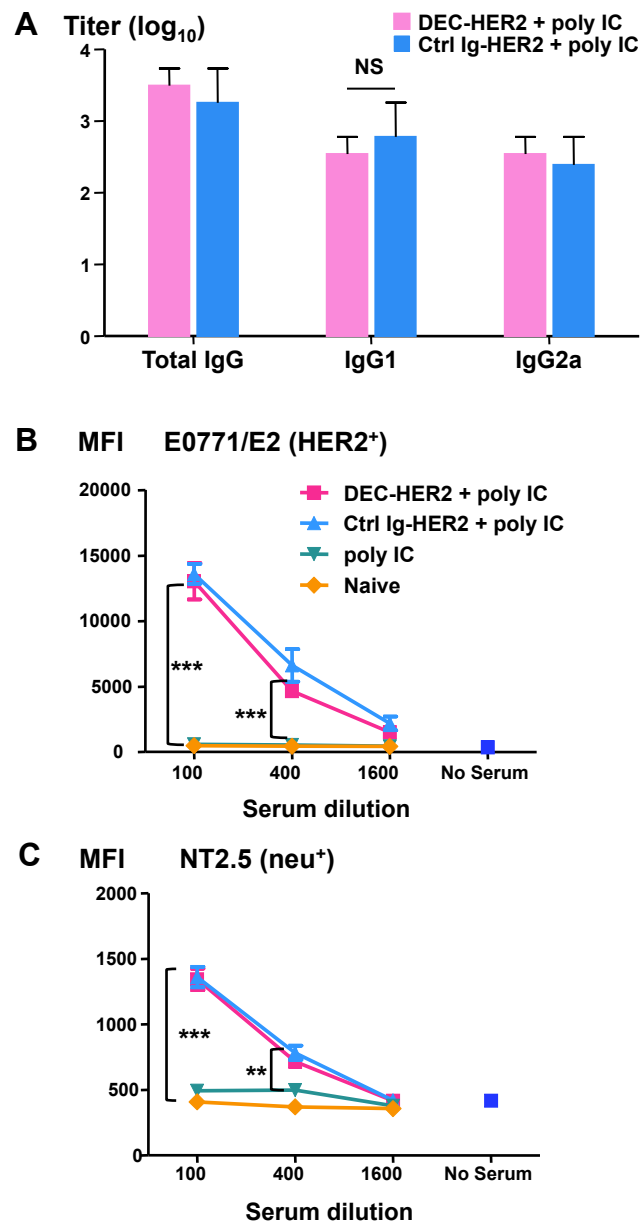 A Titer (log10)
DEC-HER2 + poly IC
Ctrl Ig-HER2 + poly IC
4
3
2
1
0
NS
Total IgG IgG1 IgG2a
B MFI E0771/E2 (HER2+)
20000
15000
10000
5000
0
DEC-HER2 + poly IC
Ctrl Ig-HER2 + poly IC
poly IC
Naive
***
***
100 400 1600 No Serum
Serum dilution
C MFI NT2.5 (neu+)
2000
1500
1000
500
0
***
**
100 400 1600 No Serum
Serum dilution